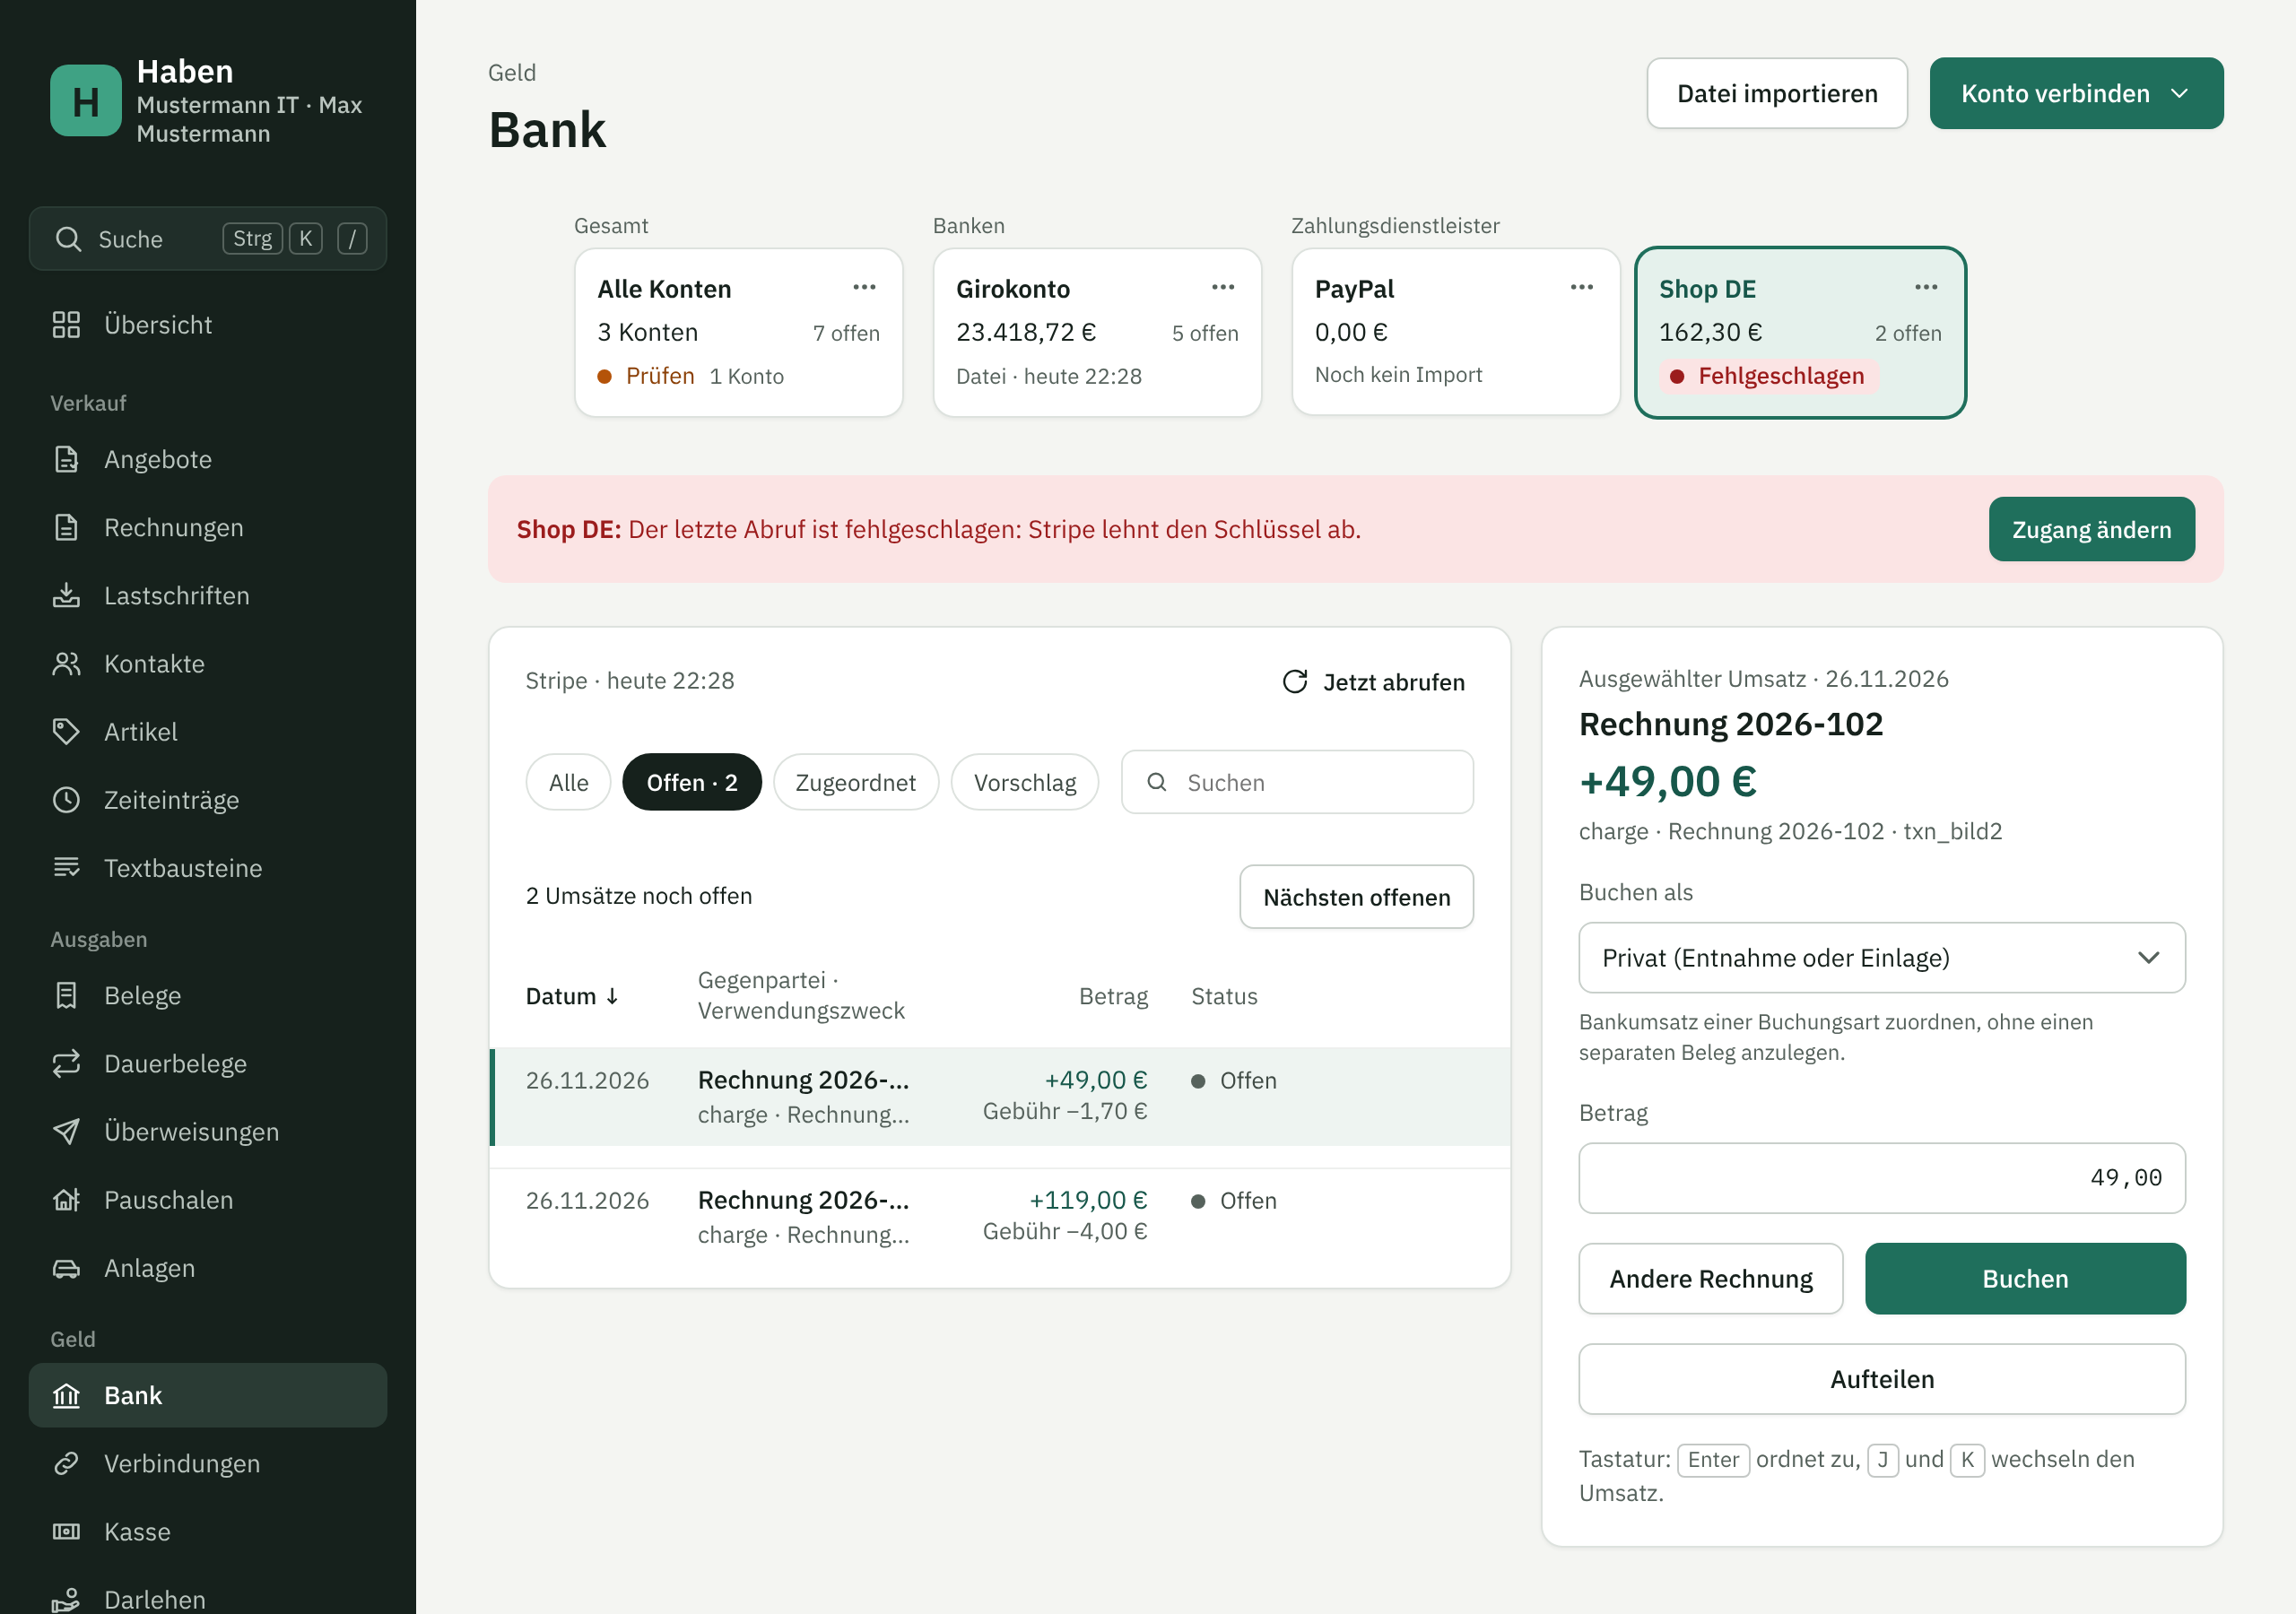 H
Haben
Mustermann IT · Max
Mustermann
Suche Strg K /
Übersicht
Verkauf
Angebote
Rechnungen
Lastschriften
Kontakte
Artikel
Zeiteinträge
Textbausteine
Ausgaben
Belege
Dauerbelege
Überweisungen
Pauschalen
Anlagen
Geld
Bank
Verbindungen
Kasse
Darlehen
Geld
Bank
Datei importieren
Konto verbinden
Gesamt
Alle Konten
3 Konten 7 offen
Prüfen 1 Konto
Banken
Girokonto
23.418,72 € 5 offen
Datei · heute 22:28
Zahlungsdienstleister
PayPal
0,00 €
Noch kein Import
Shop DE
162,30 € 2 offen
Fehlgeschlagen
Shop DE: Der letzte Abruf ist fehlgeschlagen: Stripe lehnt den Schlüssel ab.
Zugang ändern
Stripe · heute 22:28
Jetzt abrufen
Alle Offen · 2 Zugeordnet Vorschlag Suchen
2 Umsätze noch offen
Nächsten offenen
Datum ↓
Gegenpartei ·
Verwendungszweck
Betrag
Status
26.11.2026 Rechnung 2026-... +49,00 € Offen
charge · Rechnung... Gebühr −1,70 €
26.11.2026 Rechnung 2026-... +119,00 € Offen
charge · Rechnung... Gebühr −4,00 €
Ausgewählter Umsatz · 26.11.2026
Rechnung 2026-102
+49,00 €
charge · Rechnung 2026-102 · txn_bild2
Buchen als
Privat (Entnahme oder Einlage)
Bankumsatz einer Buchungsart zuordnen, ohne einen
separaten Beleg anzulegen.
Betrag
49,00
Andere Rechnung
Buchen
Aufteilen
Tastatur: Enter ordnet zu, J und K wechseln den
Umsatz.